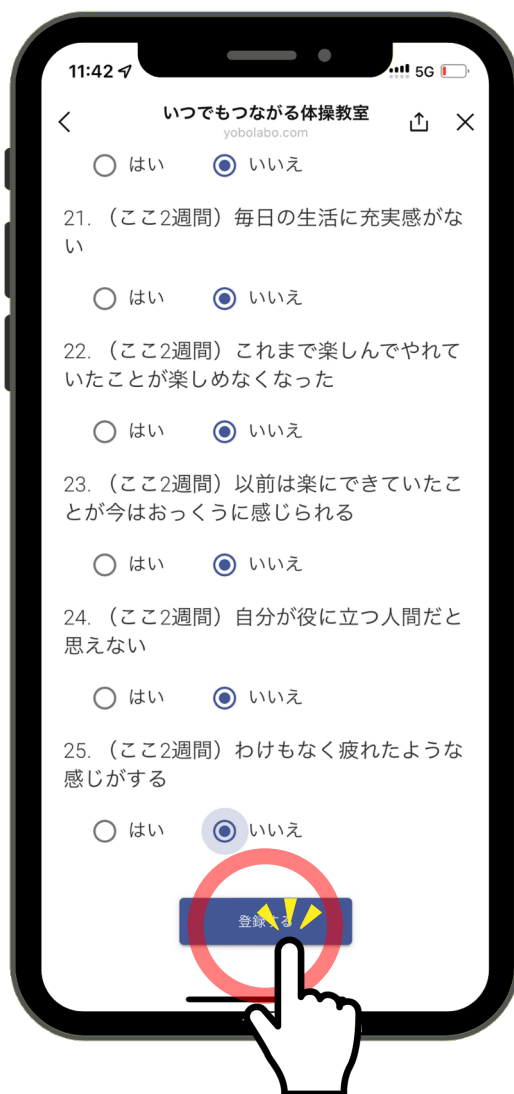 11:42
5G
いつでもつながる体操教室
yobolabo.com
はい いいえ
21. （ここ2週間）毎日の生活に充実感がな
い
はい いいえ
22. （ここ2週間）これまで楽しんでやれて
いたことが楽しめなくなった
はい いいえ
23. （ここ2週間）以前は楽にできていたこ
とが今はおっくうに感じられる
はい いいえ
24. （ここ2週間）自分が役に立つ人間だと
思えない
はい いいえ
25. （ここ2週間）わけもなく疲れたような
感じがする
はい いいえ
登録する